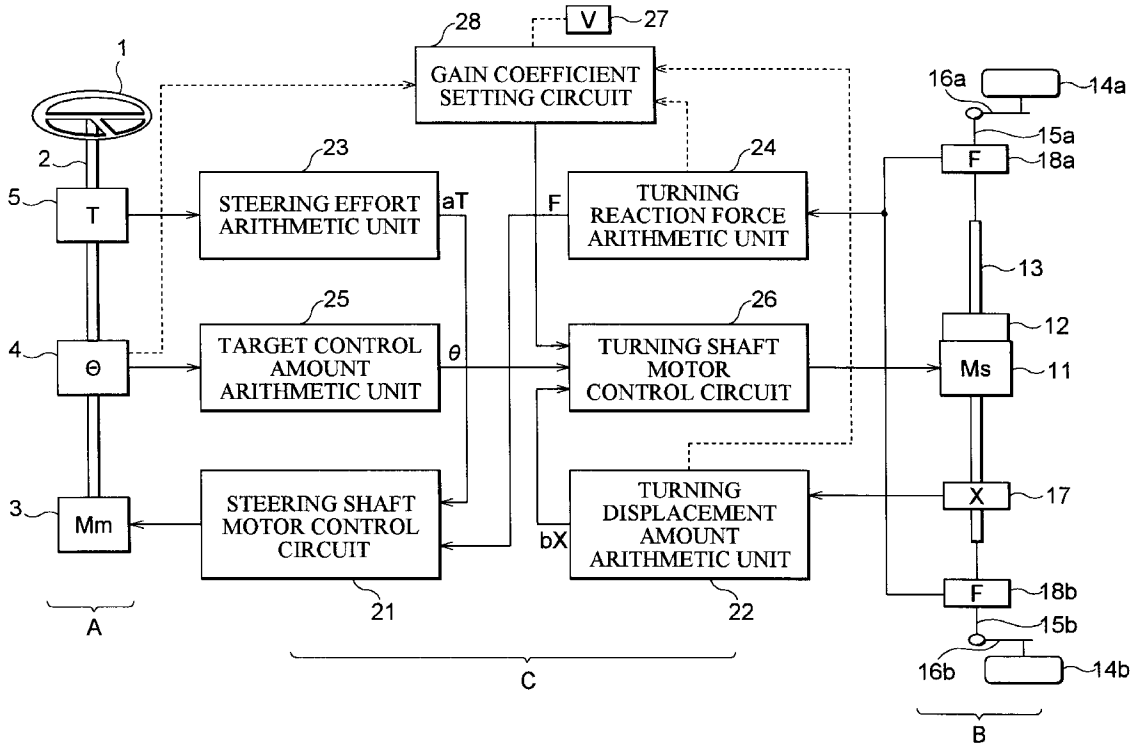 28
V
27
1
GAIN COEFFICIENT
SETTING CIRCUIT
16a
14a
2
15a
23
24
F
18a
5
T
STEERING EFFORT
ARITHMETIC UNIT
aT
F
TURNING
REACTION FORCE
ARITHMETIC UNIT
13
25
26
12
4
Θ
TARGET CONTROL
AMOUNT
ARITHMETIC UNIT
θ
TURNING SHAFT
MOTOR
CONTROL CIRCUIT
Ms
11
3
Mm
STEERING SHAFT
MOTOR CONTROL
CIRCUIT
bX
TURNING
DISPLACEMENT
AMOUNT
ARITHMETIC UNIT
X
17
21
22
F
18b
A
15b
C
16b
14b
B